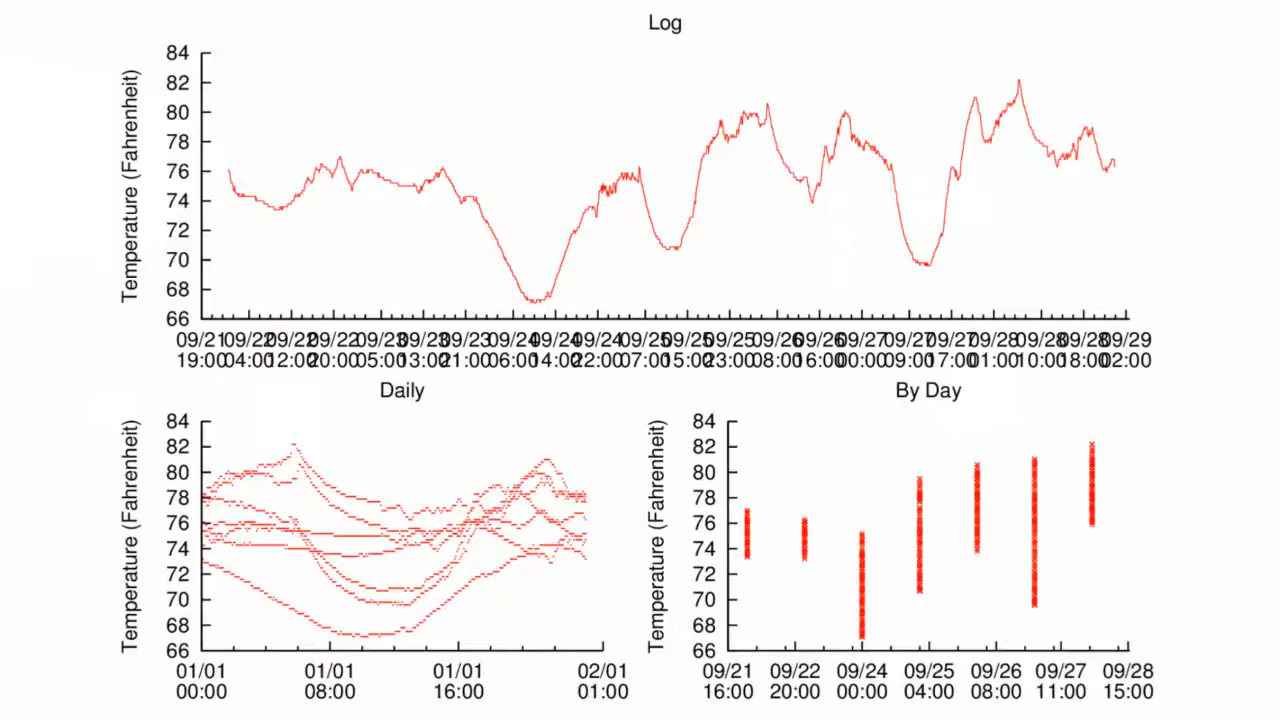 Log
Temperature (Fahrenheit)
84
82
80
78
76
74
72
70
68
66
09/21 09/22 09/22 09/22 09/23 09/23 09/23 09/24 09/24 09/24 09/25 09/25 09/25 09/26 09/26 09/27 09/27 09/27 09/28 09/28 09/28 09/29
19:00 04:00 12:00 20:00 05:00 13:00 21:00 06:00 14:00 22:00 07:00 15:00 23:00 08:00 16:00 00:00 09:00 17:00 01:00 10:00 18:00 02:00
Daily
Temperature (Fahrenheit)
84
82
80
78
76
74
72
70
68
66
01/01 01/01 01/01 02/01
00:00 08:00 16:00 01:00
By Day
Temperature (Fahrenheit)
84
82
80
78
76
74
72
70
68
66
09/21 09/22 09/24 09/25 09/26 09/27 09/28
16:00 20:00 00:00 04:00 08:00 11:00 15:00